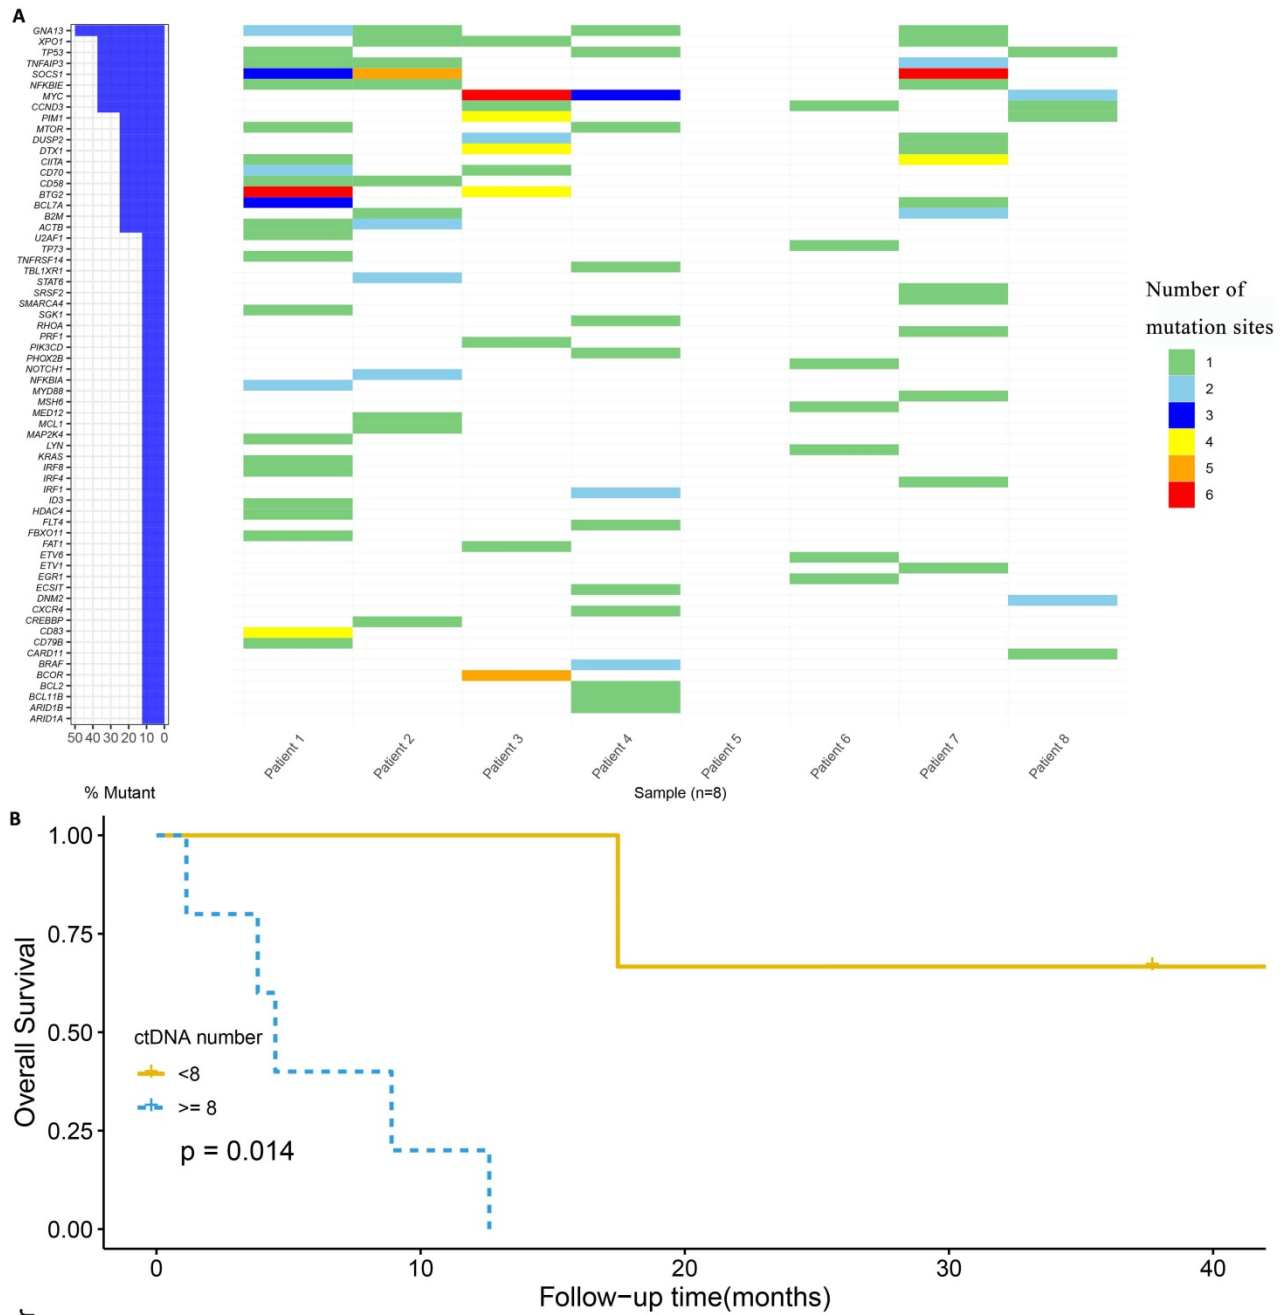 A
GNA13
XPO1
TP53
TNFAIP3
SOCS1
NFKBIE
MYC
CCND3
PIM1
MTOR
DUSP2
DTX1
CIITA
CD70
CD58
BTG2
BCL7A
B2M
ACTB
U2AF1
TP73
TNFRSF14
TBL1XR1
STAT6
SRSF2
SMARCA4
SGK1
RHOA
PRF1
PIK3CD
PHOX2B
NOTCH1
NFKBIA
MYD88
MSH6
MED12
MCL1
MAP2K4
LYN
KRAS
IRF8
IRF4
IRF1
ID3
HDAC4
FLT4
FBXO11
FAT1
ETV6
ETV1
EGR1
ECSIT
DNM2
CXCR4
CREBBP
CD83
CD79B
CARD11
BRAF
BCOR
BCL2
BCL11B
ARID1B
ARID1A
50 40 30 20 10 0
% Mutant
Patient 1
Patient 2
Patient 3
Patient 4
Patient 5
Patient 6
Patient 7
Patient 8
Sample (n=8)
Number of
mutation sites
1
2
3
4
5
6
B
Overall Survival
1.00
0.75
0.50
0.25
0.00
ctDNA number
<8
>= 8
p = 0.014
0 10 20 30 40
Follow-up time(months)